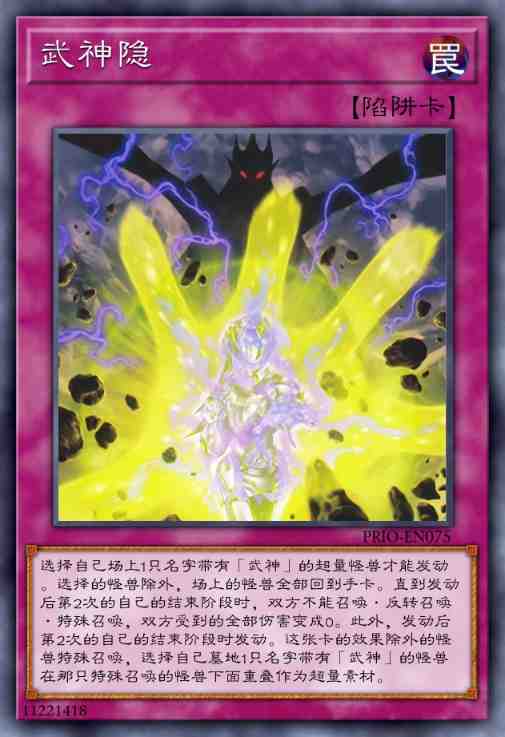 武神隐
罠
【陷阱卡】
PRIO-EN075
选择自己场上1只名字带有「武神」的超量怪兽才能发动
。选择的怪兽除外，场上的怪兽全部回到手卡。直到发动
后第2次的自己的结束阶段时，双方不能召唤·反转召唤
·特殊召唤，双方受到的全部伤害变成0。此外，发动后
第2次的自己的结束阶段时发动。这张卡的效果除外的怪
兽特殊召唤，选择自己墓地1只名字带有「武神」的怪兽
在那只特殊召唤的怪兽下面重叠作为超量素材。
11221418